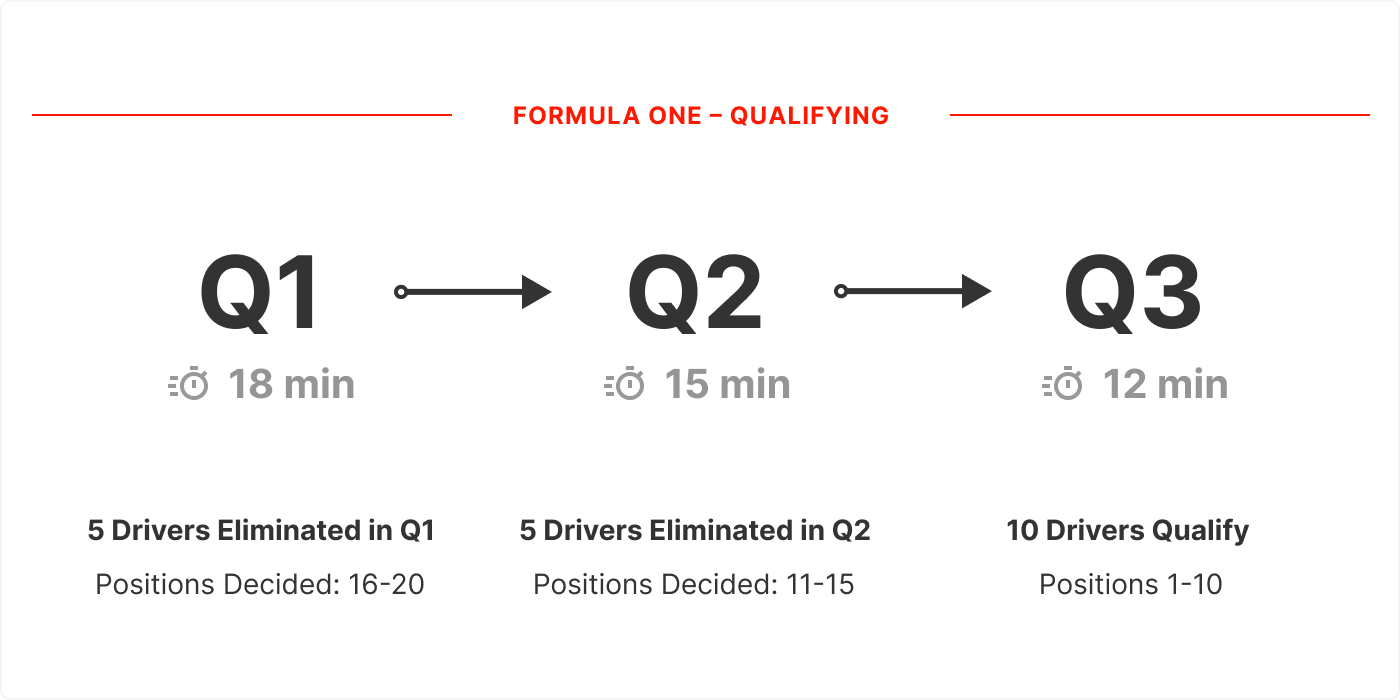 FORMULA ONE – QUALIFYING
Q1
Q2
Q3
18 min
15 min
12 min
5 Drivers Eliminated in Q1
5 Drivers Eliminated in Q2
10 Drivers Qualify
Positions Decided: 16-20
Positions Decided: 11-15
Positions 1-10